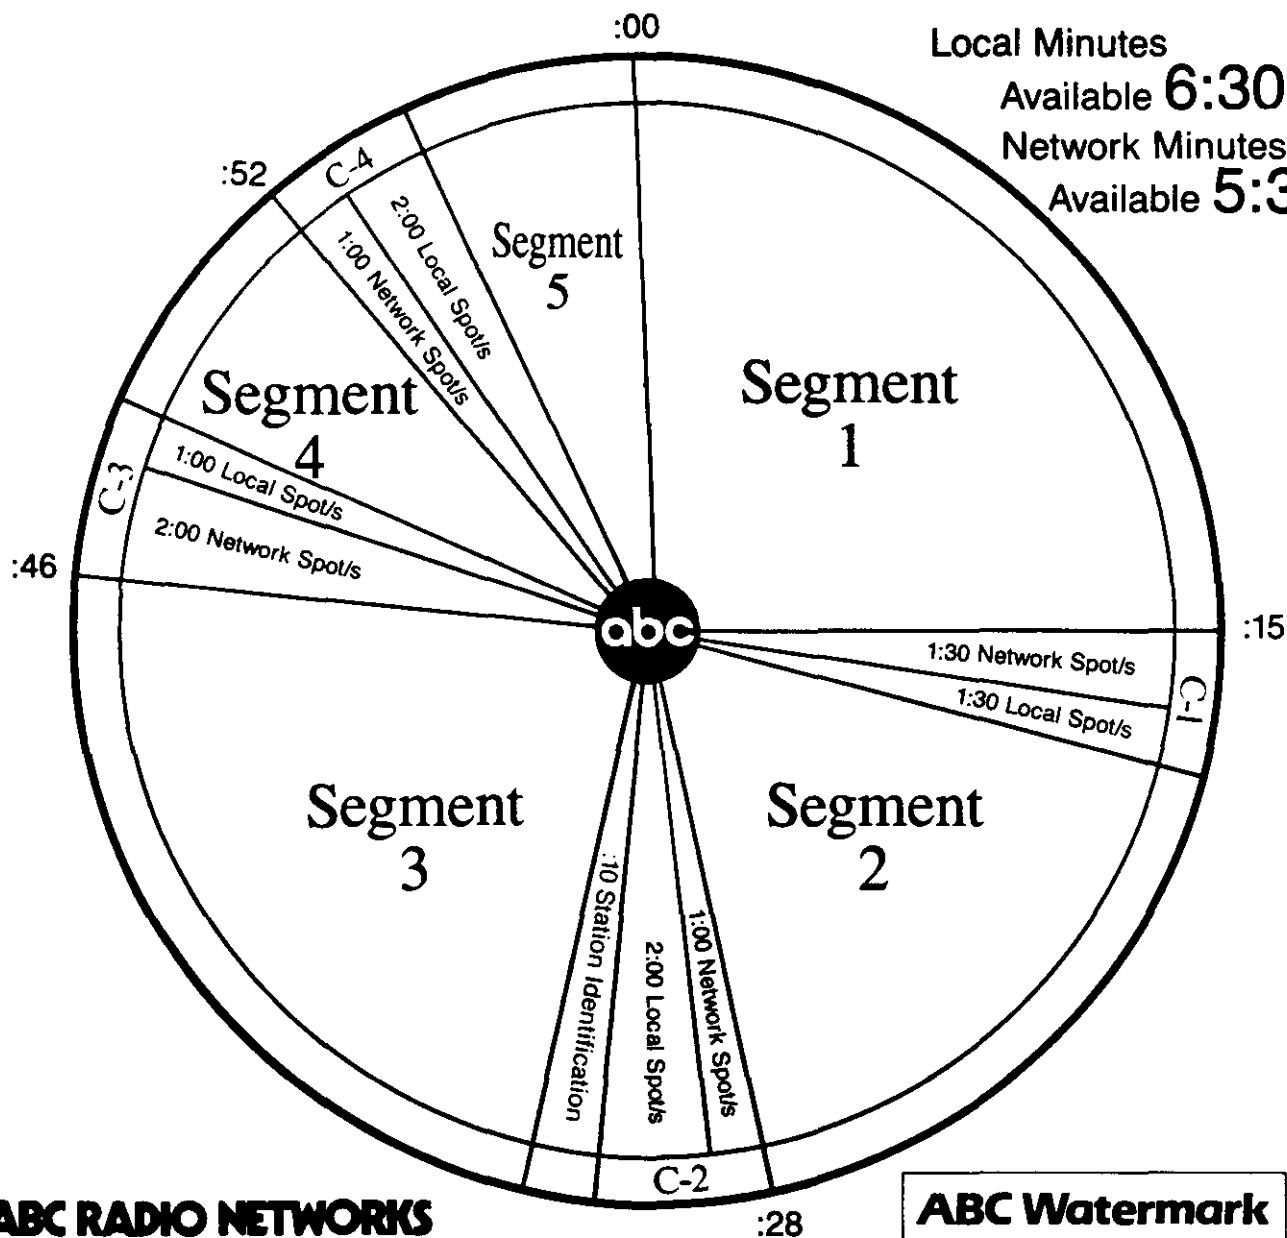 :00
Local Minutes
Available 6:30
Network Minutes
Available 5:3
:52
C-4
2:00 Local Spot/s
1:00 Network Spot/s
Segment
5
Segment
1
Segment
4
C-3
1:00 Local Spot/s
2:00 Network Spot/s
:46
abc
:15
1:30 Network Spot/s
1:30 Local Spot/s
C-1
Segment
3
Segment
2
:10 Station Identification
2:00 Local Spot/s
1:00 Network Spot/s
C-2
:28
ABC RADIO NETWORKS
ABC Watermark